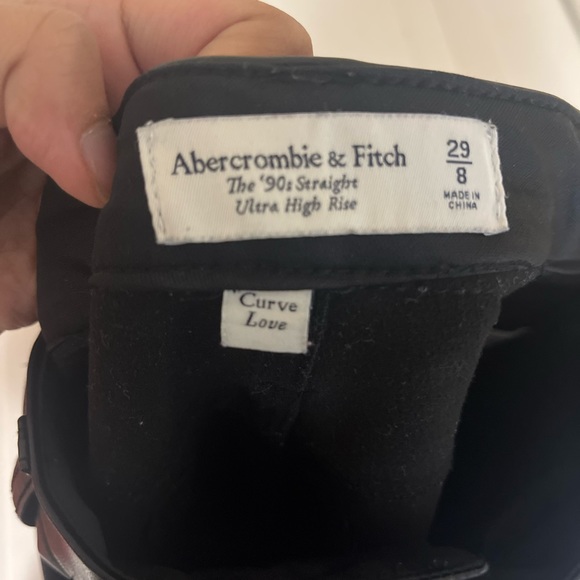 Abercrombie & Fitch
The '90s Straight
Ultra High Rise
29
8
MADE IN
CHINA
Curve
Love